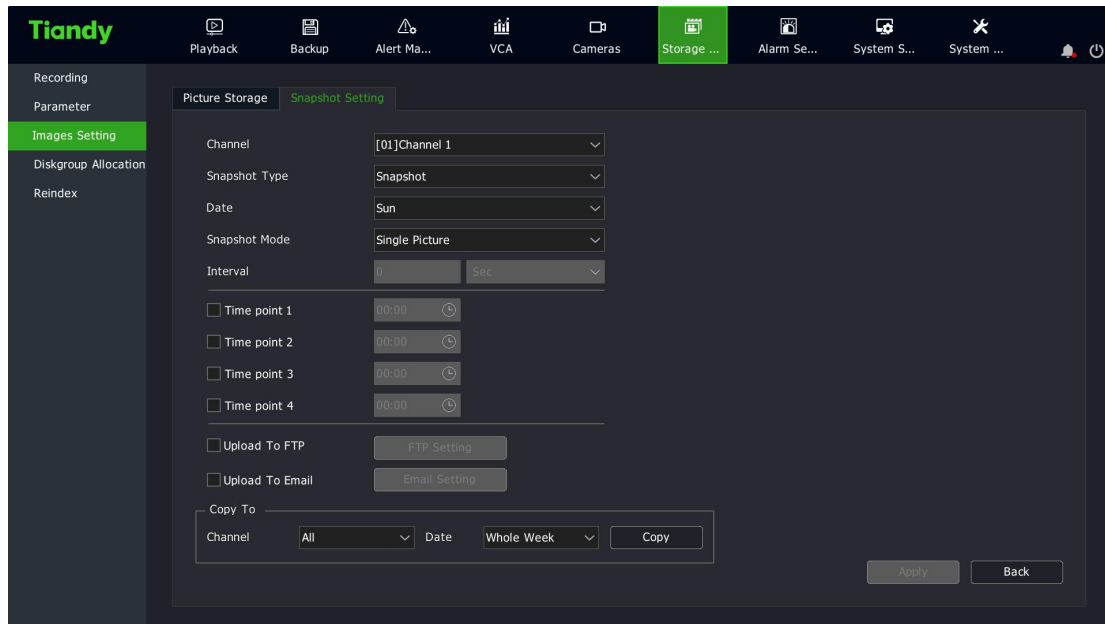 Tiandy
Playback Backup Alert Ma... VCA Cameras Storage ... Alarm Se... System S... System ...
Recording
Parameter
Images Setting
Diskgroup Allocation
Reindex
Picture Storage Snapshot Setting
Channel [01]Channel 1
Snapshot Type Snapshot
Date Sun
Snapshot Mode Single Picture
Interval 0 Sec
Time point 1 00:00
Time point 2 00:00
Time point 3 00:00
Time point 4 00:00
Upload To FTP FTP Setting
Upload To Email Email Setting
Copy To
Channel All Date Whole Week Copy
Apply Back